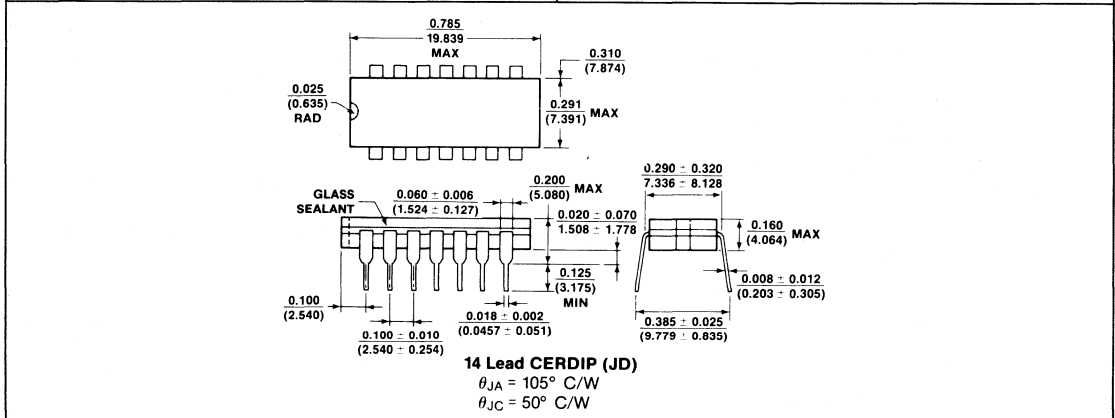 0.785
19.839
MAX
0.310
(7.874)
0.025
(0.635)
RAD
0.291
(7.391)
MAX
GLASS
SEALANT
0.060 ± 0.006
(1.524 ± 0.127)
0.200
(5.080)
MAX
0.020 ± 0.070
1.508 ± 1.778
0.290 ± 0.320
7.336 ± 8.128
0.160
(4.064)
MAX
0.125
(3.175)
MIN
0.008 ± 0.012
(0.203 ± 0.305)
0.100
(2.540)
0.100 ± 0.010
(2.540 ± 0.254)
0.018 ± 0.002
(0.0457 ± 0.051)
0.385 ± 0.025
(9.779 ± 0.835)
14 Lead CERDIP (JD)
θJA = 105° C/W
θJC = 50° C/W